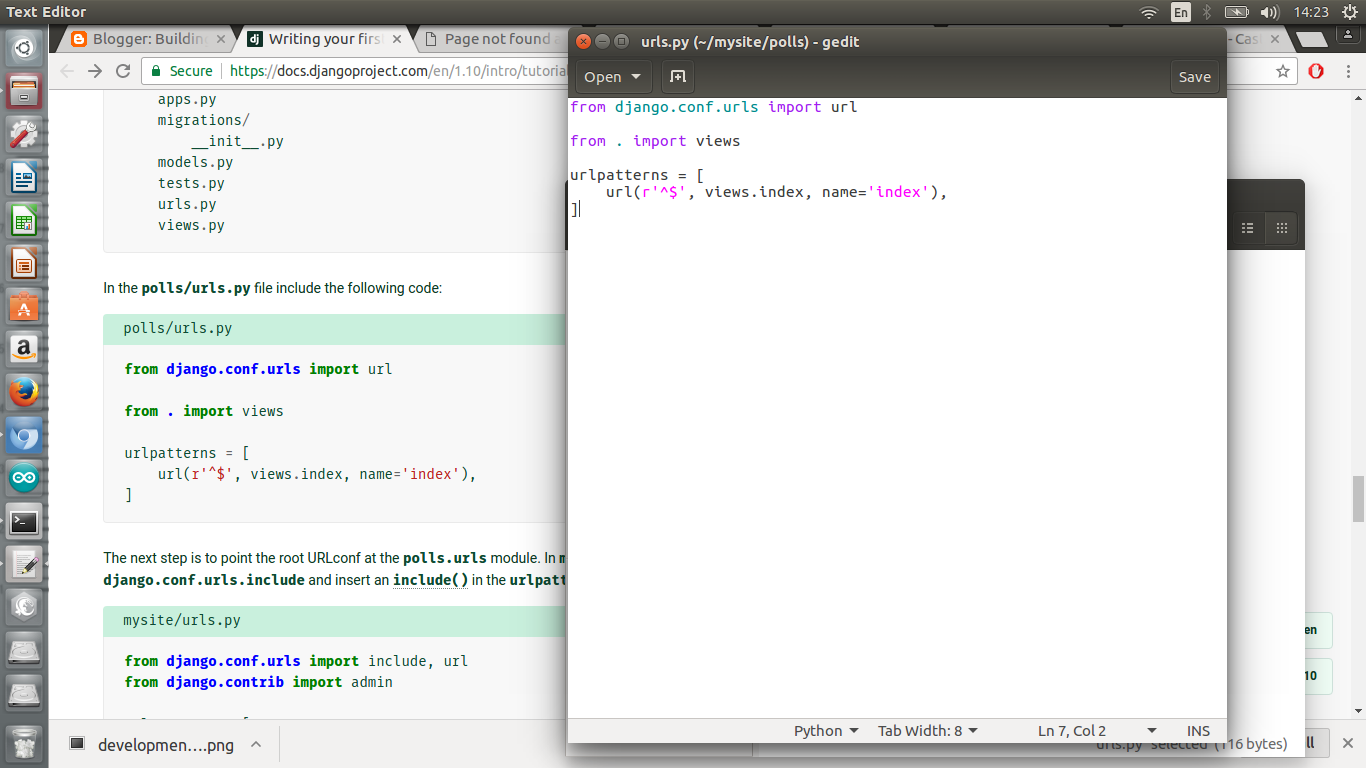 Text Editor
En
14:23
Blogger: Buildin
Writing your firs
Page not found a
urls.py (~/mysite/polls) - gedit
- Cas
Secure
https://docs.djangoproject.com/en/1.10/intro/tutorial
Open
Save
apps.py
migrations/
__init__.py
models.py
tests.py
urls.py
views.py
In the polls/urls.py file include the following code:
polls/urls.py
from django.conf.urls import url
from . import views
urlpatterns = [
url(r'^$', views.index, name='index'),
]
The next step is to point the root URLconf at the polls.urls module. In
django.conf.urls.include and insert an include() in the urlpatt
mysite/urls.py
from django.conf.urls import include, url
from django.contrib import admin
from django.conf.urls import url
from . import views
urlpatterns = [
url(r'^$', views.index, name='index'),
]
en
10
Python
Tab Width: 8
Ln 7, Col 2
INS
"urls.py" selected (116 bytes)
ll
developmen....png